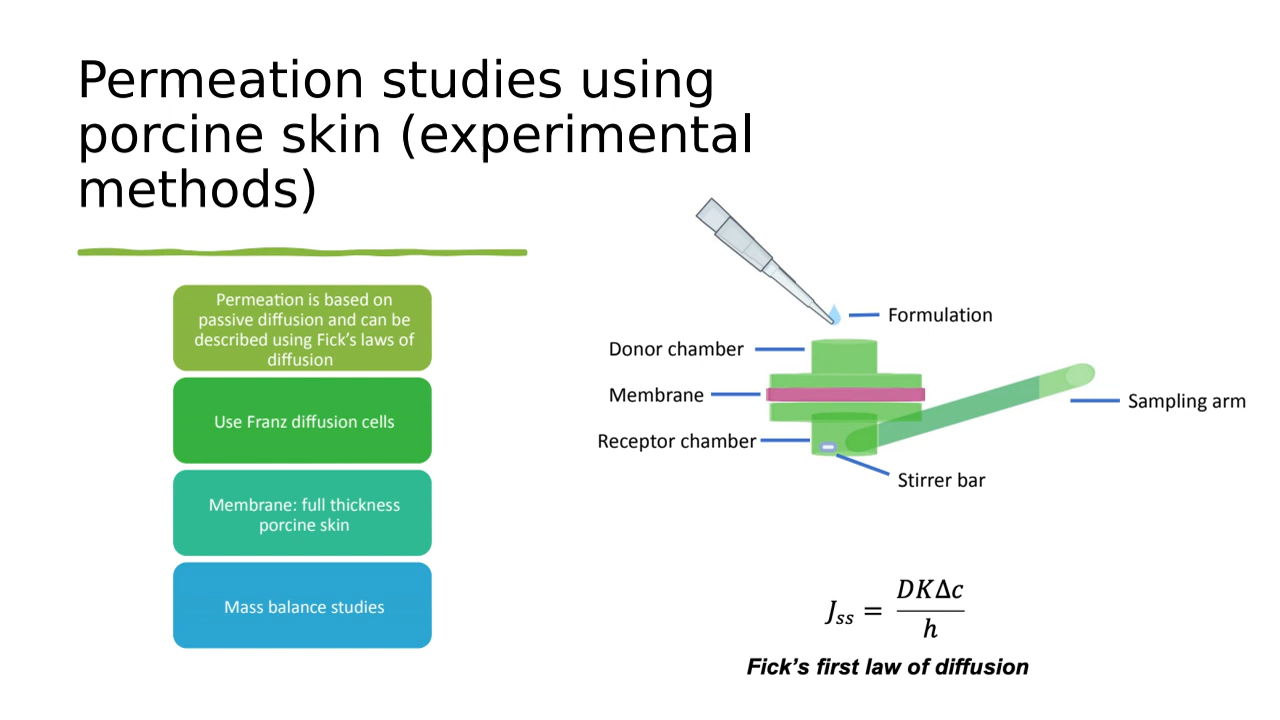 Permeation studies using
porcine skin (experimental
methods)
Permeation is based on
passive diffusion and can be
described using Fick’s laws of
diffusion
Use Franz diffusion cells
Membrane: full thickness
porcine skin
Mass balance studies
Formulation
Donor chamber
Membrane
Sampling arm
Receptor chamber
Stirrer bar
J_ss = DKΔc / h
Fick’s first law of diffusion